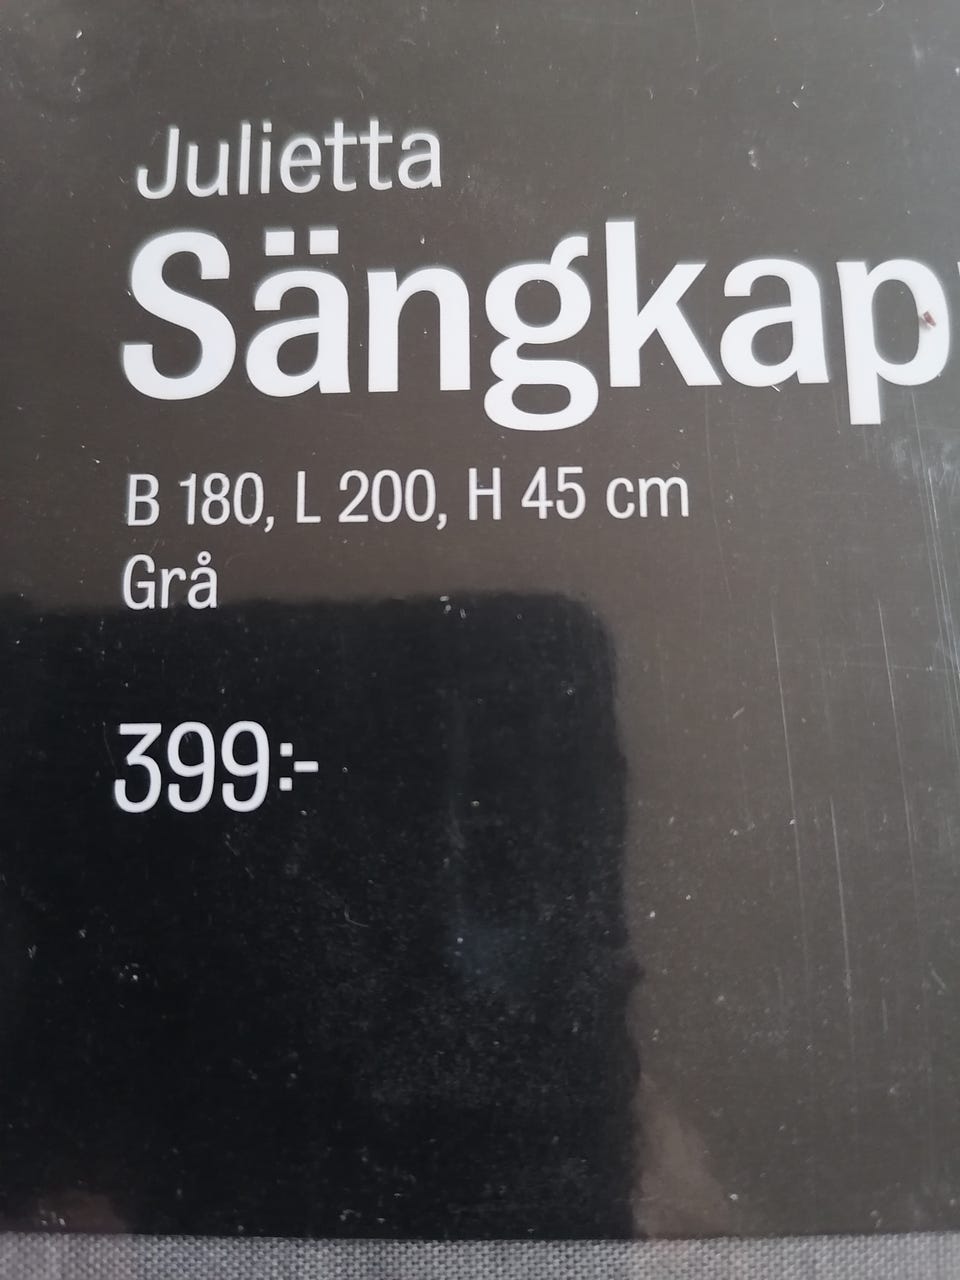 Julietta
Sängkap
B 180, L 200, H 45 cm
Grå
399:-